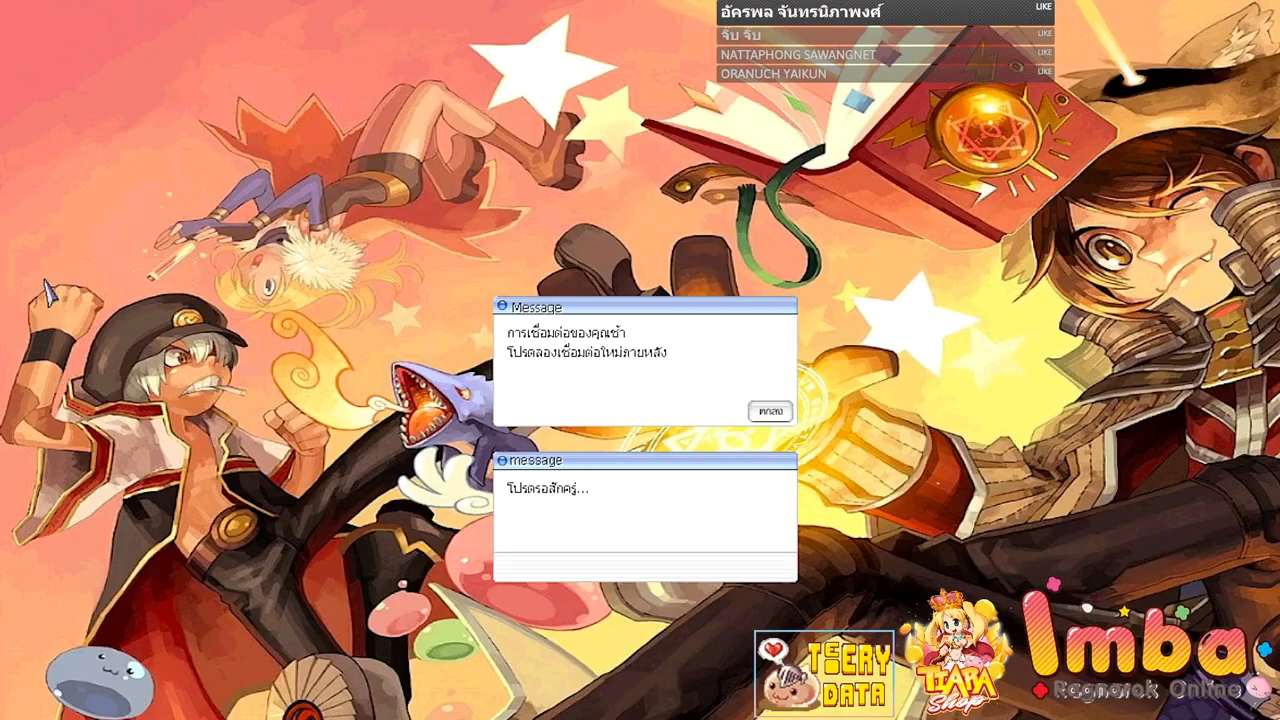 อัครพล จันทรนิภาพงศ์ LIKE
จิ๊บ จิ๊บ LIKE
NATTAPHONG SAWANGNET LIKE
ORANUCH YAIKUN LIKE
Message
การเชื่อมต่อของคุณช้า
โปรดลองเชื่อมต่อใหม่ภายหลัง
ตกลง
message
โปรดรอสักครู่...
TEECRY
DATA
TIARA
Shop
Imba
Ragnarok Online